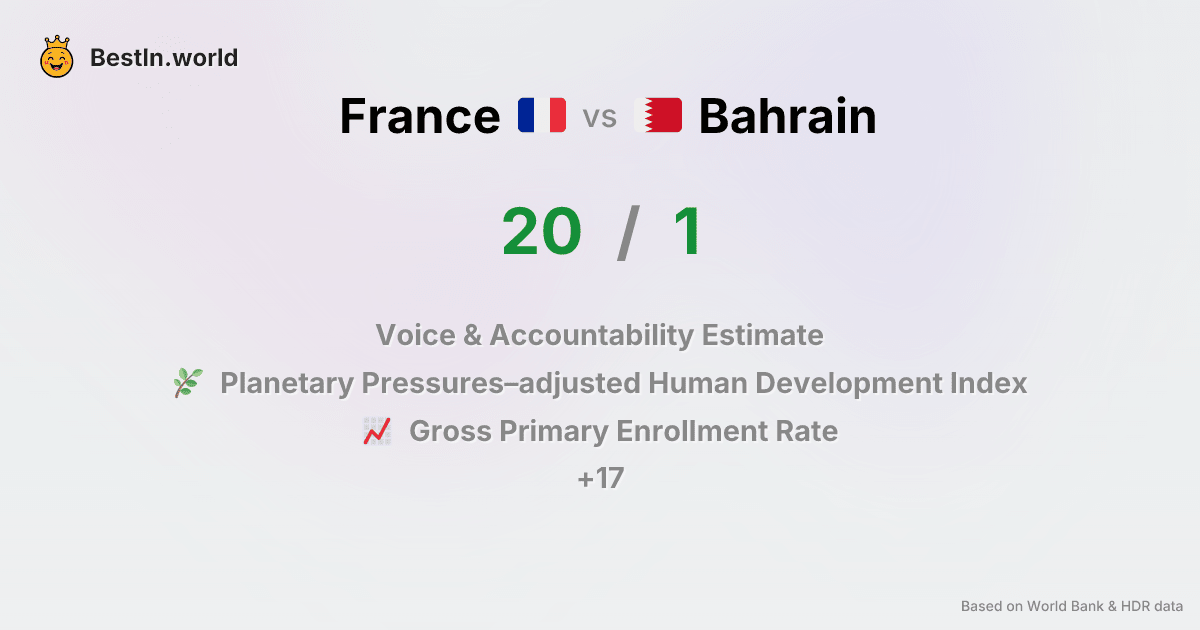 BestIn.world
France vs Bahrain
20 / 1
Voice & Accountability Estimate
Planetary Pressures–adjusted Human Development Index
Gross Primary Enrollment Rate
+17
Based on World Bank & HDR data